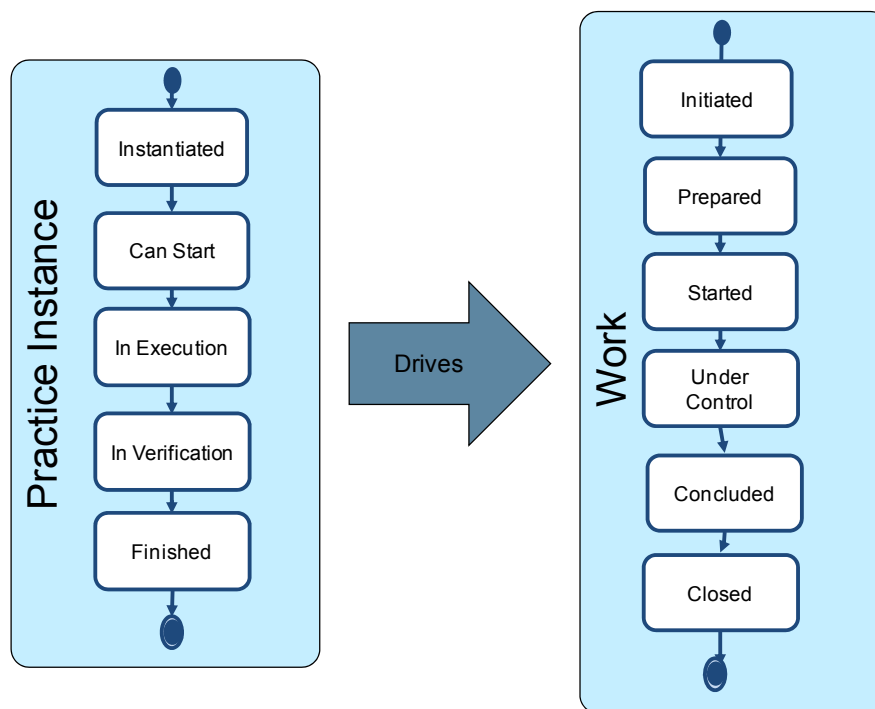 Practice Instance
Instantiated
Can Start
In Execution
In Verification
Finished
Drives
Work
Initiated
Prepared
Started
Under
Control
Concluded
Closed